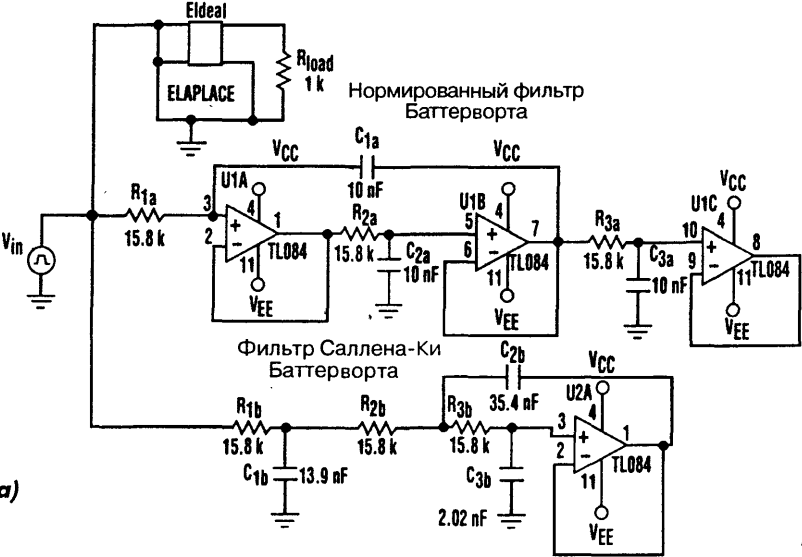 EIdeal
Rload
1 k
ELAPLACE
Нормированный фильтр
Баттерворта
C1a
10 nF
VCC
VCC
U1A
U1B
VCC
U1C
R1a
15.8 k
3
2
4
1
11
TL084
VEE
R2a
15.8 k
C2a
10 nF
5
6
4
7
11
TL084
VEE
R3a
15.8 k
C3a
10 nF
10
9
4
8
11
TL084
VEE
Vin
Фильтр Саллена-Ки
Баттерворта
C2b
35.4 nF
VCC
U2A
R1b
15.8 k
R2b
15.8 k
R3b
15.8 k
C1b
13.9 nF
C3b
2.02 nF
3
2
4
1
11
TL084
VEE
а)